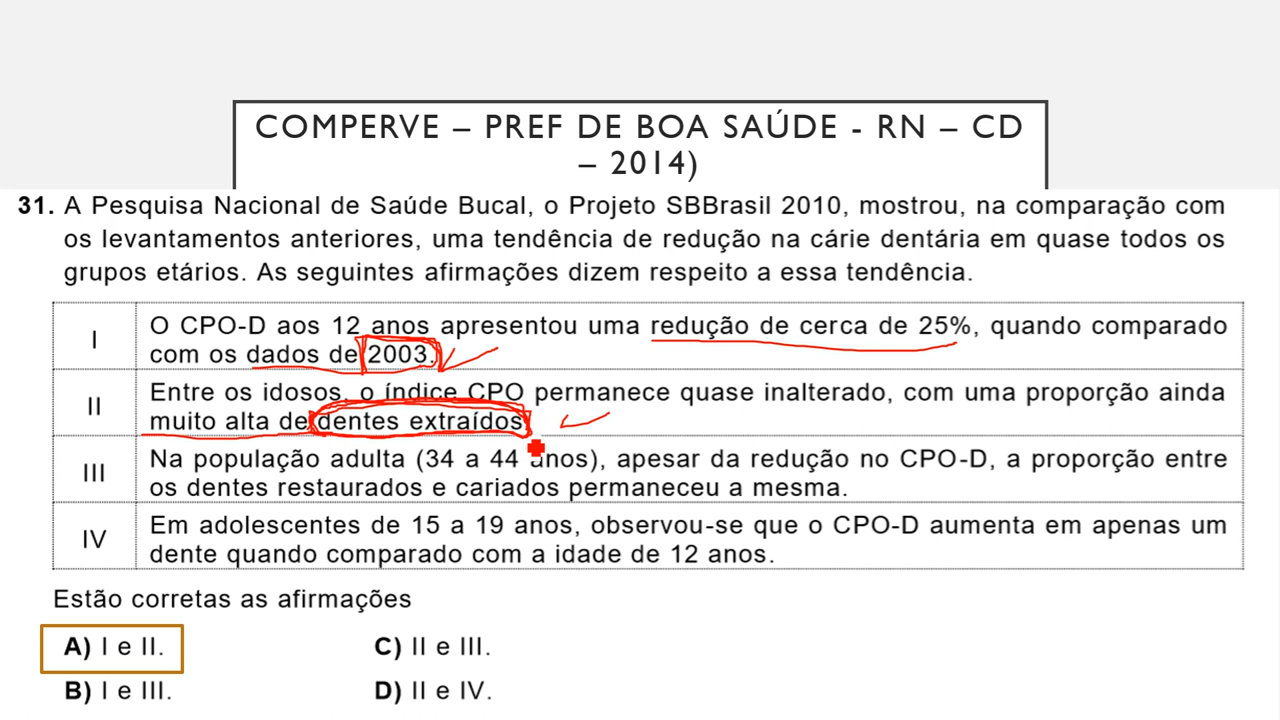 COMPERVE – PREF DE BOA SAÚDE - RN – CD
– 2014)
31. A Pesquisa Nacional de Saúde Bucal, o Projeto SBBrasil 2010, mostrou, na comparação com
os levantamentos anteriores, uma tendência de redução na cárie dentária em quase todos os
grupos etários. As seguintes afirmações dizem respeito a essa tendência.
I
O CPO-D aos 12 anos apresentou uma redução de cerca de 25%, quando comparado
com os dados de 2003.
II
Entre os idosos, o índice CPO permanece quase inalterado, com uma proporção ainda
muito alta de dentes extraídos.
III
Na população adulta (34 a 44 anos), apesar da redução no CPO-D, a proporção entre
os dentes restaurados e cariados permaneceu a mesma.
IV
Em adolescentes de 15 a 19 anos, observou-se que o CPO-D aumenta em apenas um
dente quando comparado com a idade de 12 anos.
Estão corretas as afirmações
A) I e II.
C) II e III.
B) I e III.
D) II e IV.